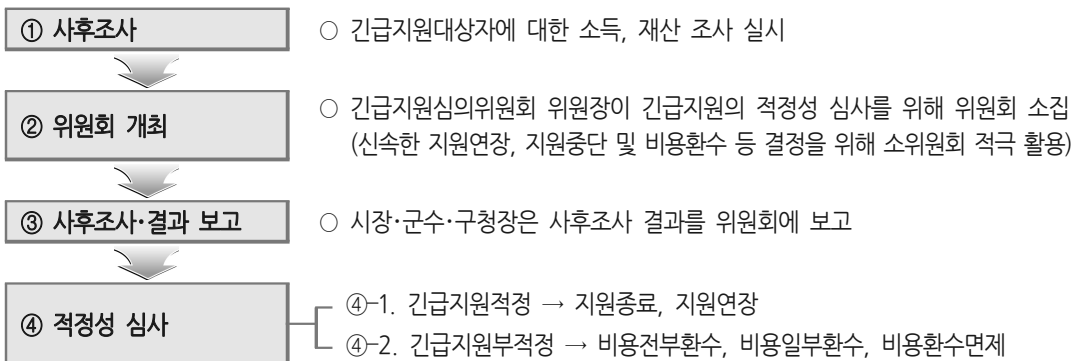 ① 사후조사
○ 긴급지원대상자에 대한 소득, 재산 조사 실시
② 위원회 개최
○ 긴급지원심의위원회 위원장이 긴급지원의 적정성 심사를 위해 위원회 소집
(신속한 지원연장, 지원중단 및 비용환수 등 결정을 위해 소위원회 적극 활용)
③ 사후조사·결과 보고
○ 시장·군수·구청장은 사후조사 결과를 위원회에 보고
④ 적정성 심사
④-1. 긴급지원적정 → 지원종료, 지원연장
④-2. 긴급지원부적정 → 비용전부환수, 비용일부환수, 비용환수면제